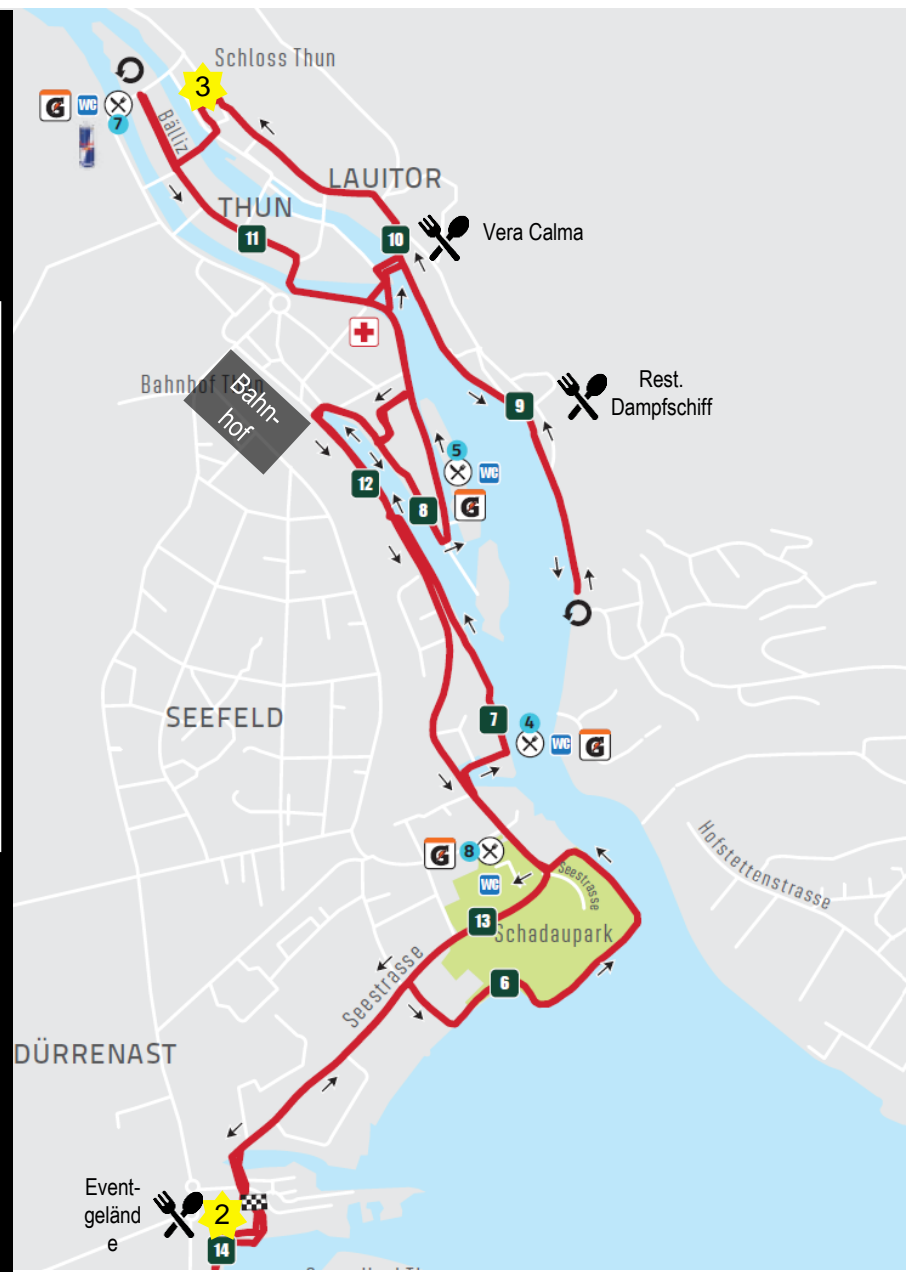 Schloss Thun
3
G
WC
7
Bälliz
LAUITOR
THUN
11
10
Vera Calma
Bahnhof
Bahn-
hof
Rest.
Dampfschiff
9
5
WC
12
8
G
SEEFELD
7
4
WC
G
Hofstettenstrasse
G
8
WC
Seestrasse
13
Schadaupark
6
Seestrasse
DÜRRENAST
Event-
geländ
e
2
14